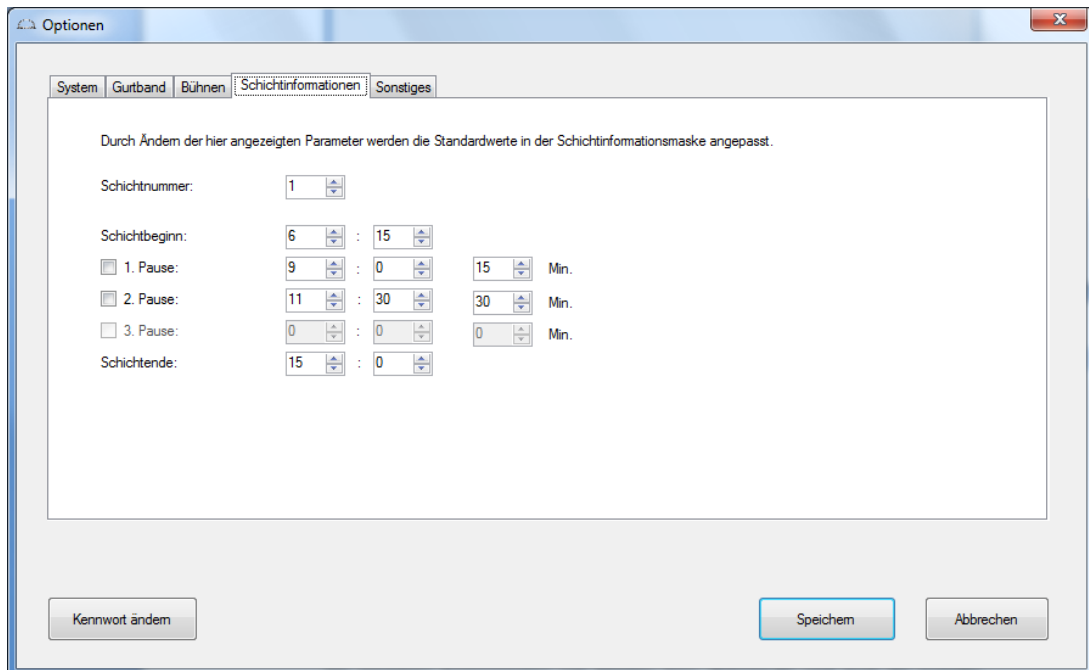 Optionen
System Gurtband Bühnen Schichtinformationen Sonstiges
Durch Ändern der hier angezeigten Parameter werden die Standardwerte in der Schichtinformationsmaske angepasst.
Schichtnummer: 1
Schichtbeginn: 6 : 15
1. Pause: 9 : 0 15 Min.
2. Pause: 11 : 30 30 Min.
3. Pause: 0 : 0 0 Min.
Schichtende: 15 : 0
Kennwort ändern Speichern Abbrechen